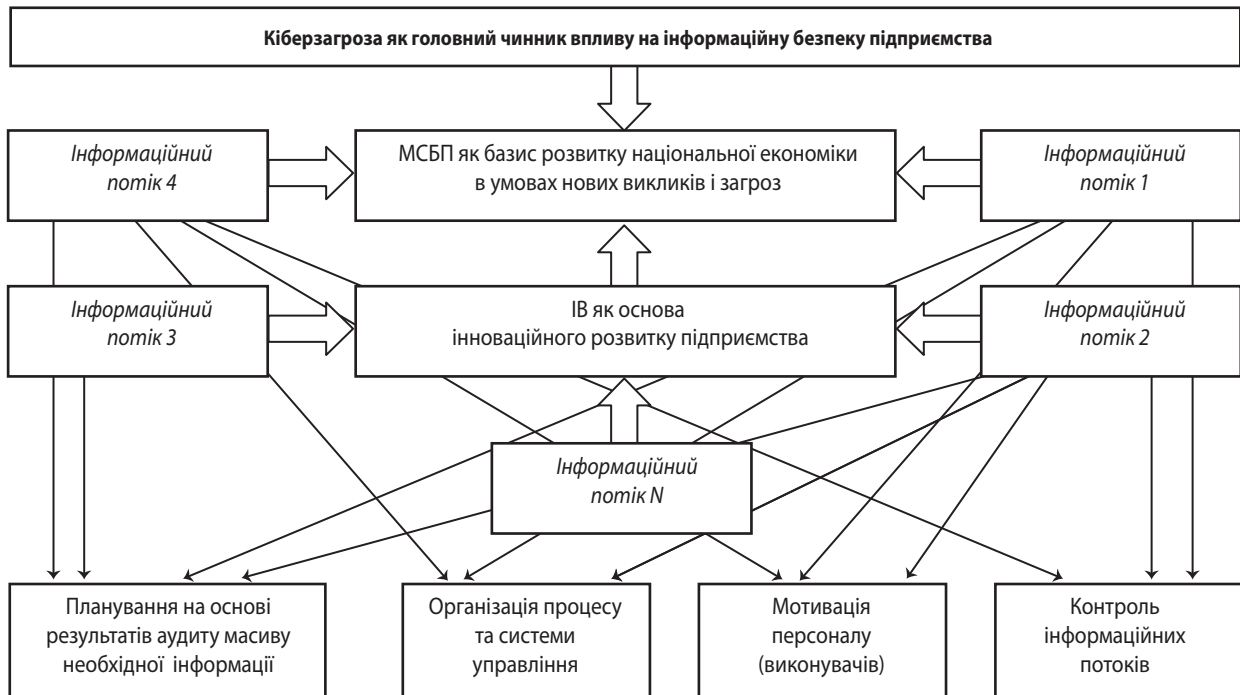 Кіберзагроза як головний чинник впливу на інформаційну безпеку підприємства
Інформаційний
потік 4
МСБП як базис розвитку національної економіки
в умовах нових викликів і загроз
Інформаційний
потік 1
Інформаційний
потік 3
ІВ як основа
інноваційного розвитку підприємства
Інформаційний
потік 2
Інформаційний
потік N
Планування на основі
результатів аудиту масиву
необхідної інформації
Організація процесу
та системи
управління
Мотивація
персоналу
(виконувачів)
Контроль
інформаційних
потоків